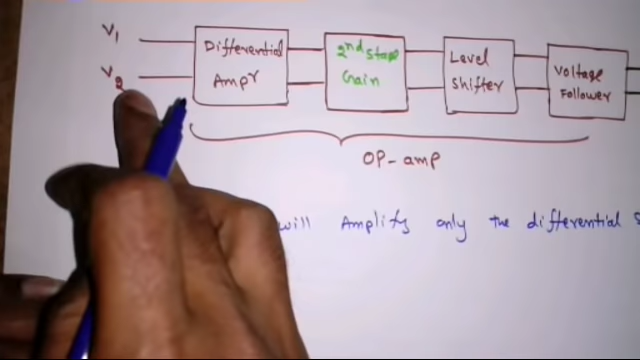 V1
V2
Differential
Ampr
2nd stage
Gain
Level
Shifter
Voltage
Follower
OP-amp
will Amplify only the differential